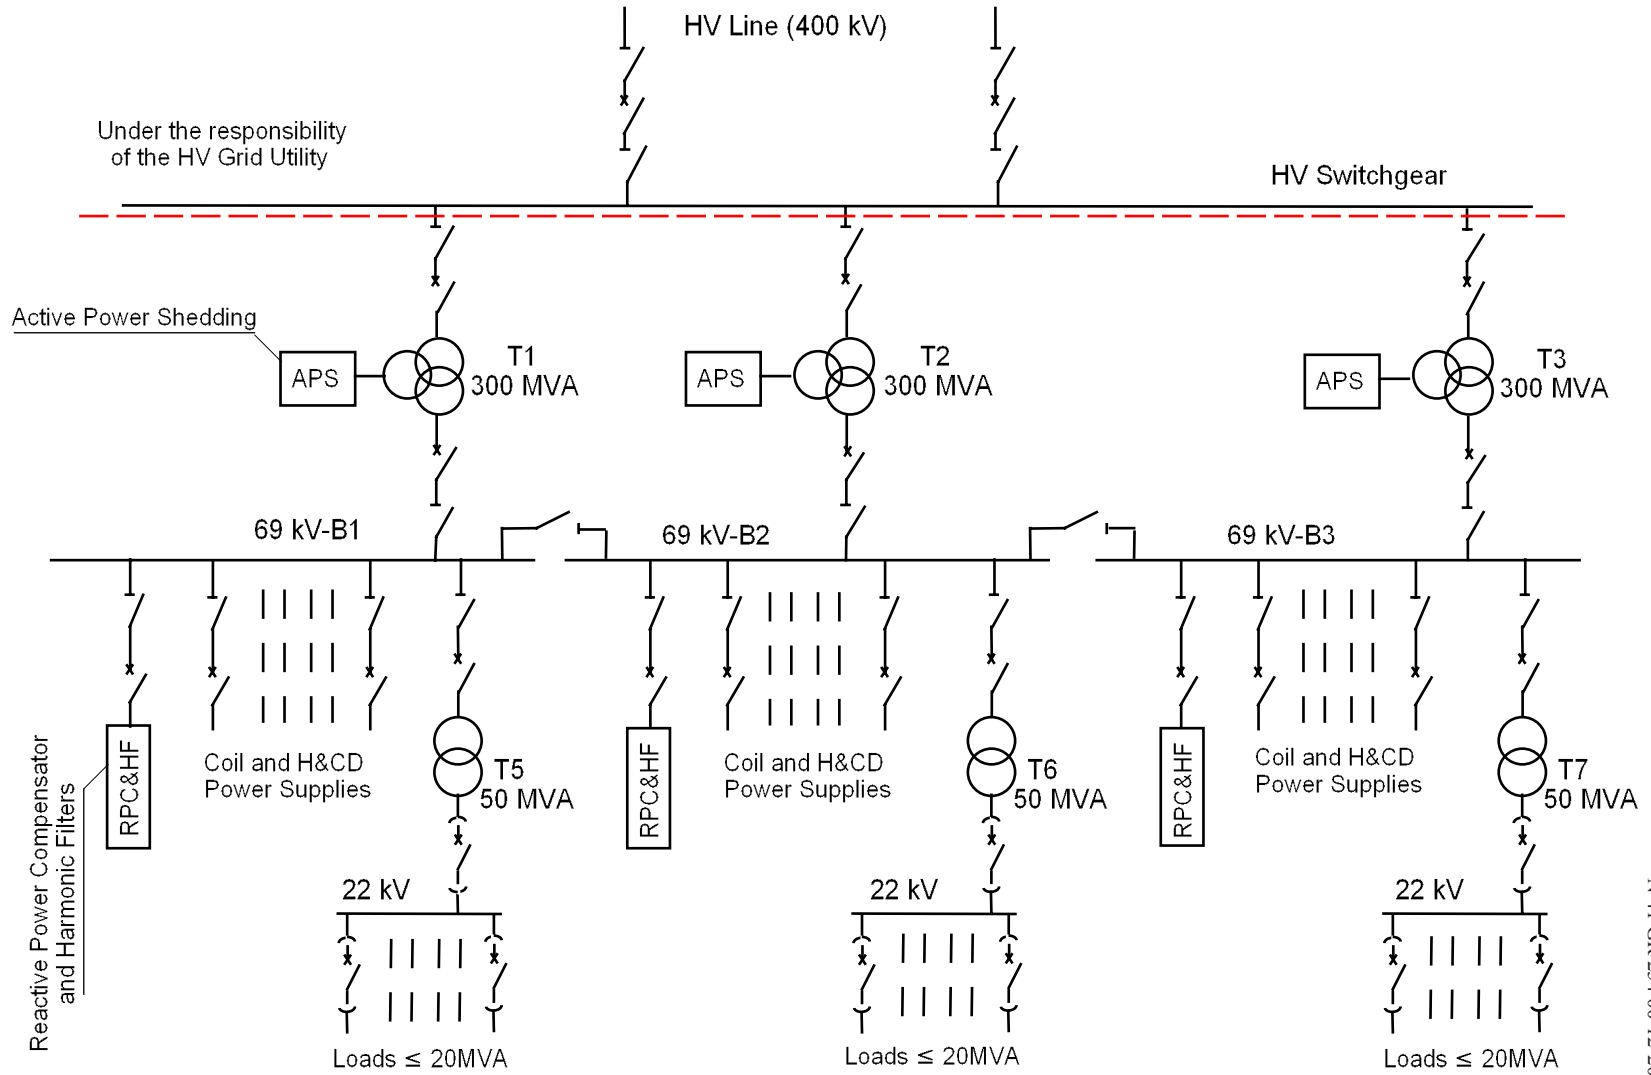 HV Line (400 kV)
Under the responsibility
of the HV Grid Utility
HV Switchgear
Active Power Shedding
APS
T1
300 MVA
APS
T2
300 MVA
APS
T3
300 MVA
69 kV-B1
69 kV-B2
69 kV-B3
Reactive Power Compensator
and Harmonic Filters
RPC&HF
Coil and H&CD
Power Supplies
T5
50 MVA
RPC&HF
Coil and H&CD
Power Supplies
T6
50 MVA
RPC&HF
Coil and H&CD
Power Supplies
T7
50 MVA
22 kV
22 kV
22 kV
Loads ≤ 20MVA
Loads ≤ 20MVA
Loads ≤ 20MVA